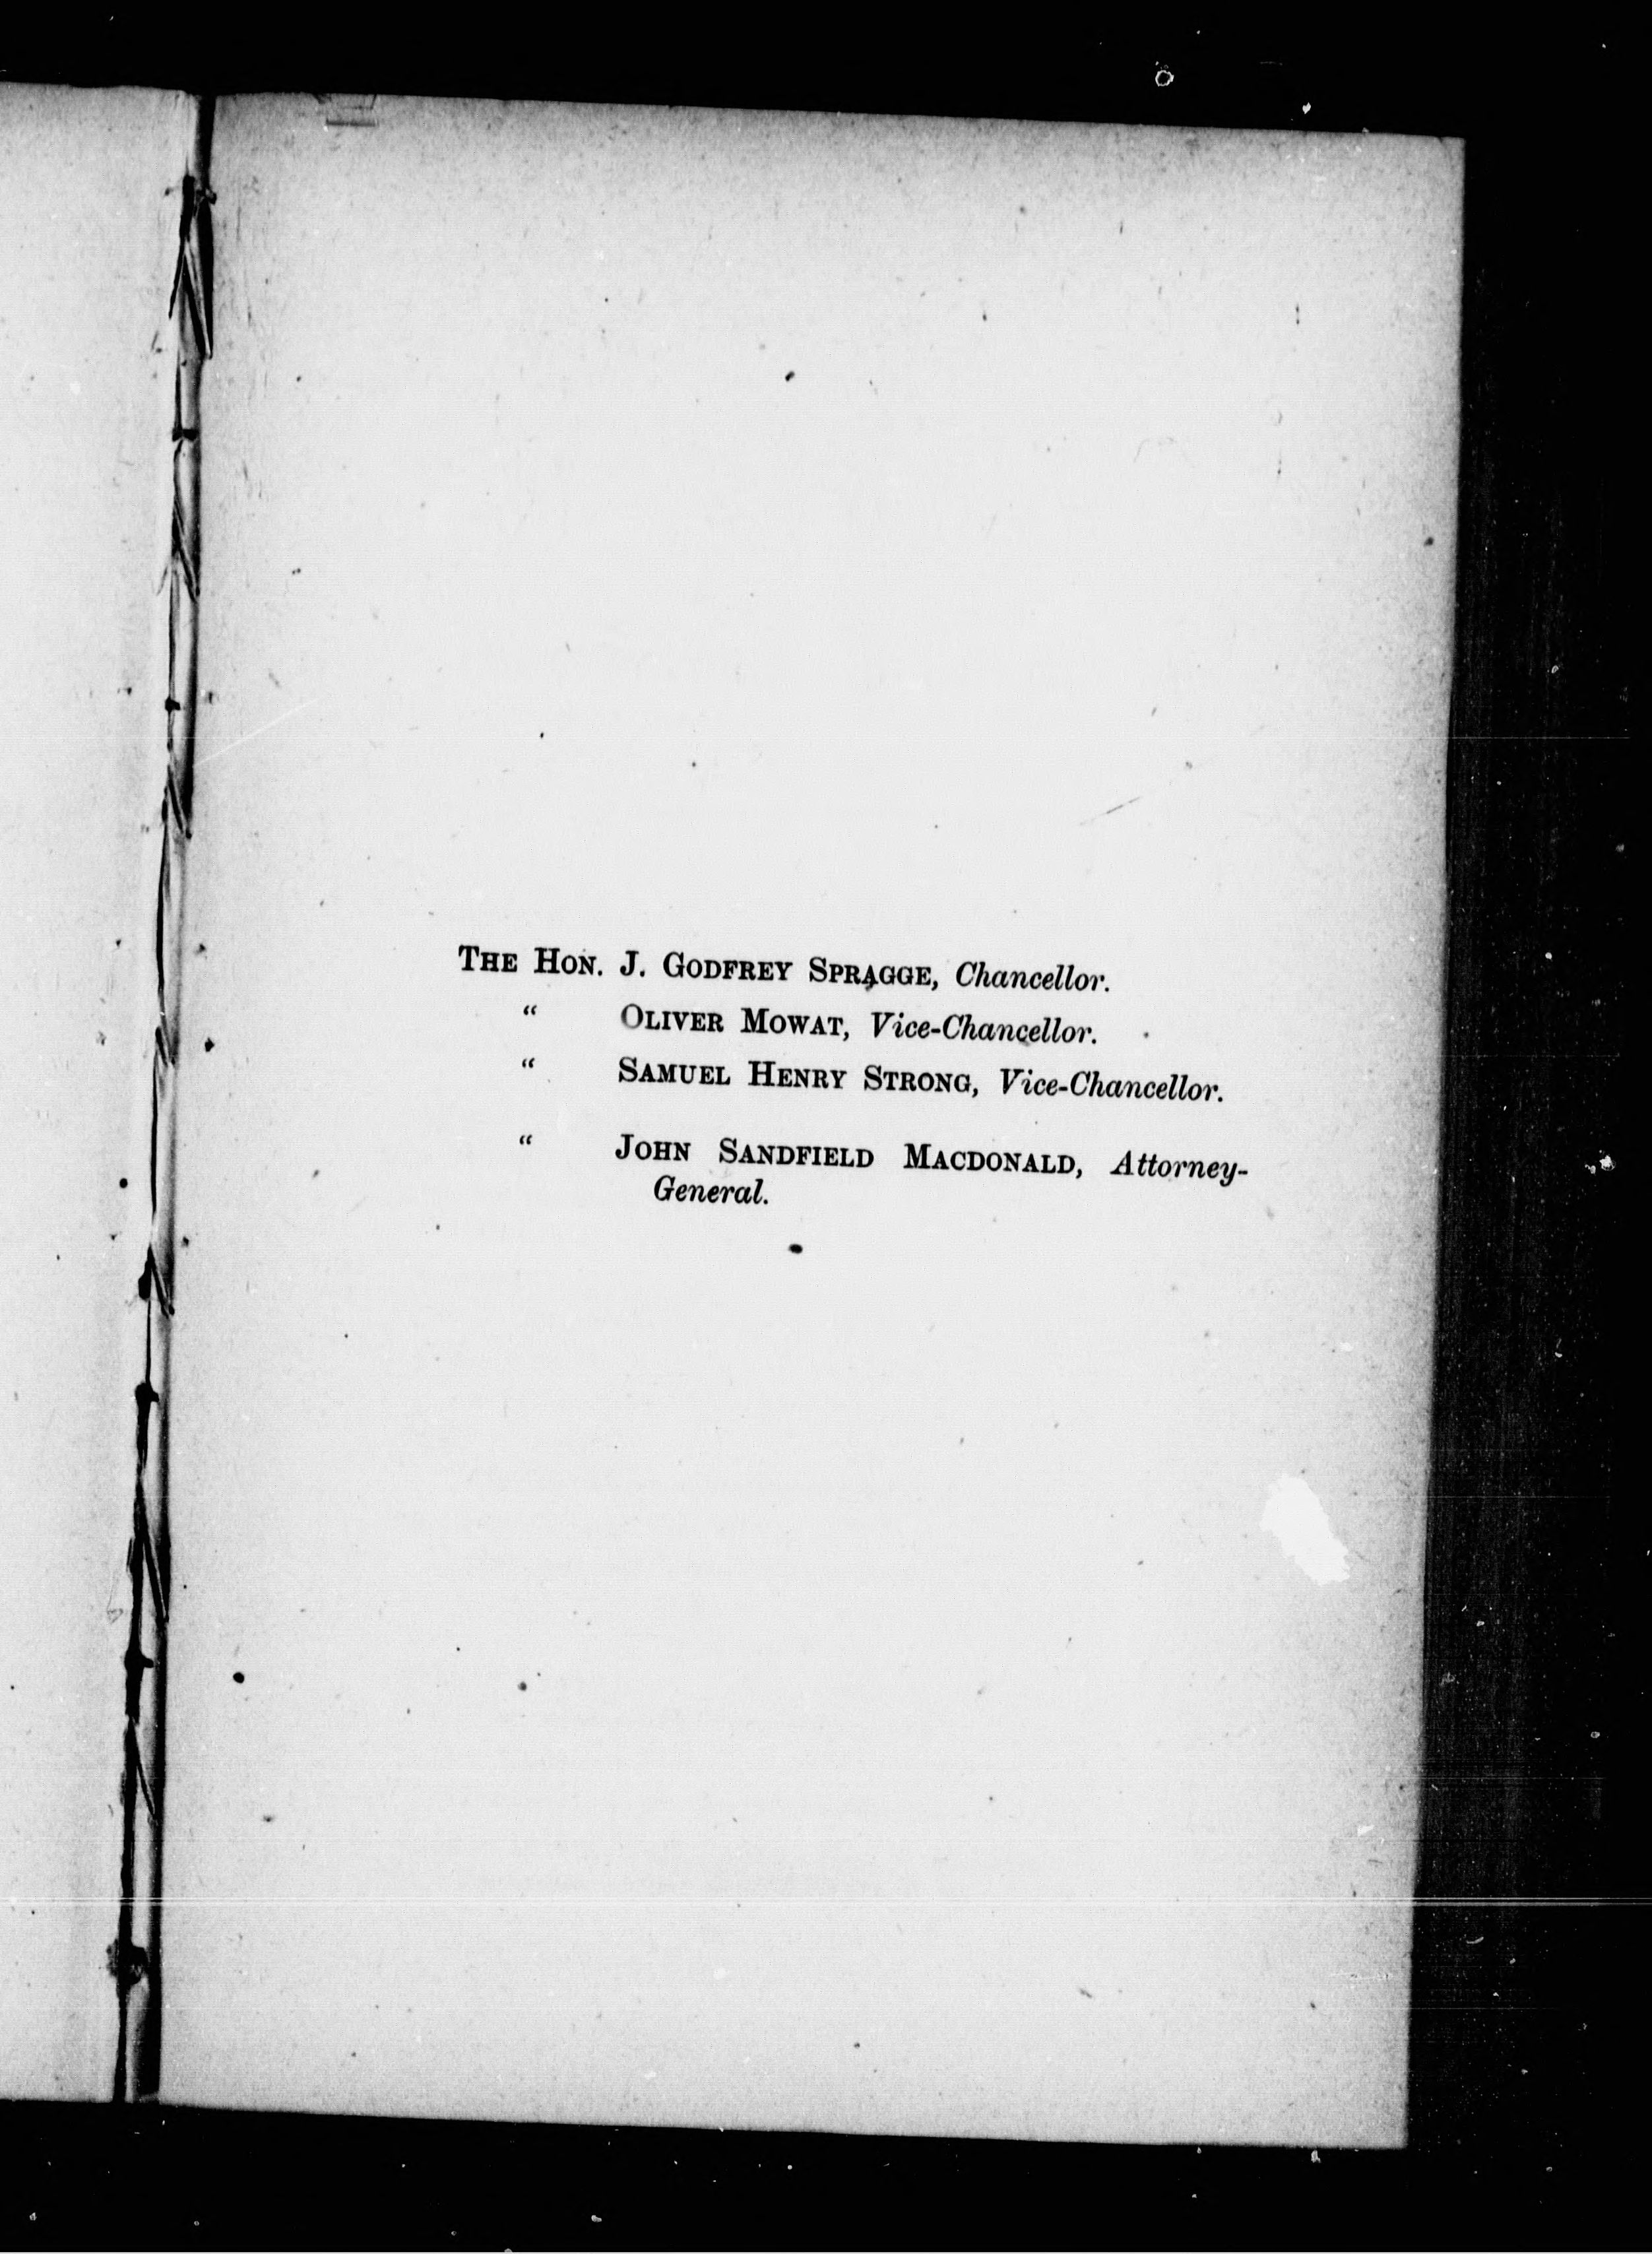 The Hon. J. Godfrey Spragge, Chancellor.
“ Oliver Mowat, Vice-Chancellor.
“ Samuel Henry Strong, Vice-Chancellor.
“ John Sandfield Macdonald, Attorney-
General.